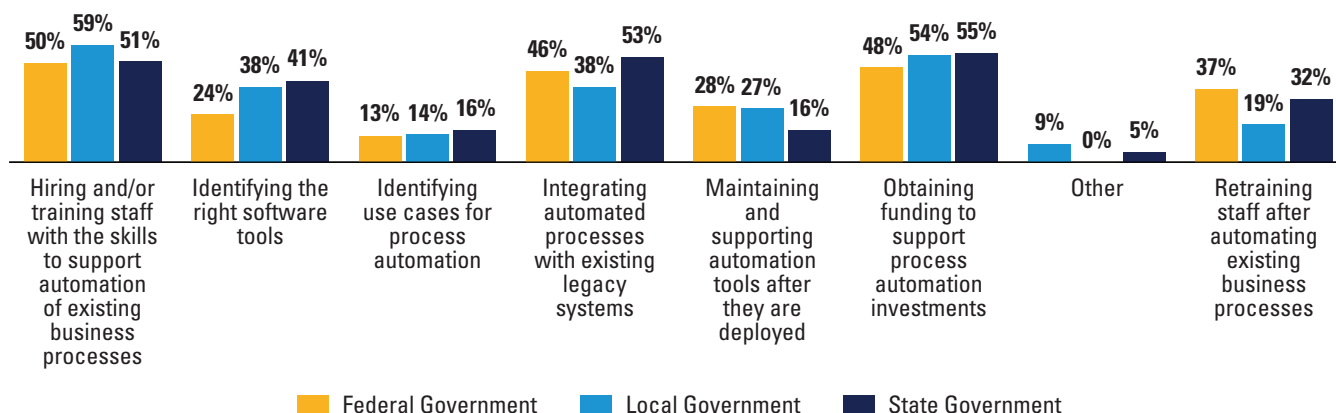 50% 59% 51%
24% 38% 41%
13% 14% 16%
46% 38% 53%
28% 27% 16%
48% 54% 55%
9% 0% 5%
37% 19% 32%
Hiring and/or
training staff
with the skills
to support
automation
of existing
business
processes
Identifying the
right software
tools
Identifying
use cases for
process
automation
Integrating
automated
processes
with existing
legacy
systems
Maintaining
and
supporting
automation
tools after
they are
deployed
Obtaining
funding to
support
process
automation
investments
Other
Retraining
staff after
automating
existing
business
processes
Federal Government Local Government State Government